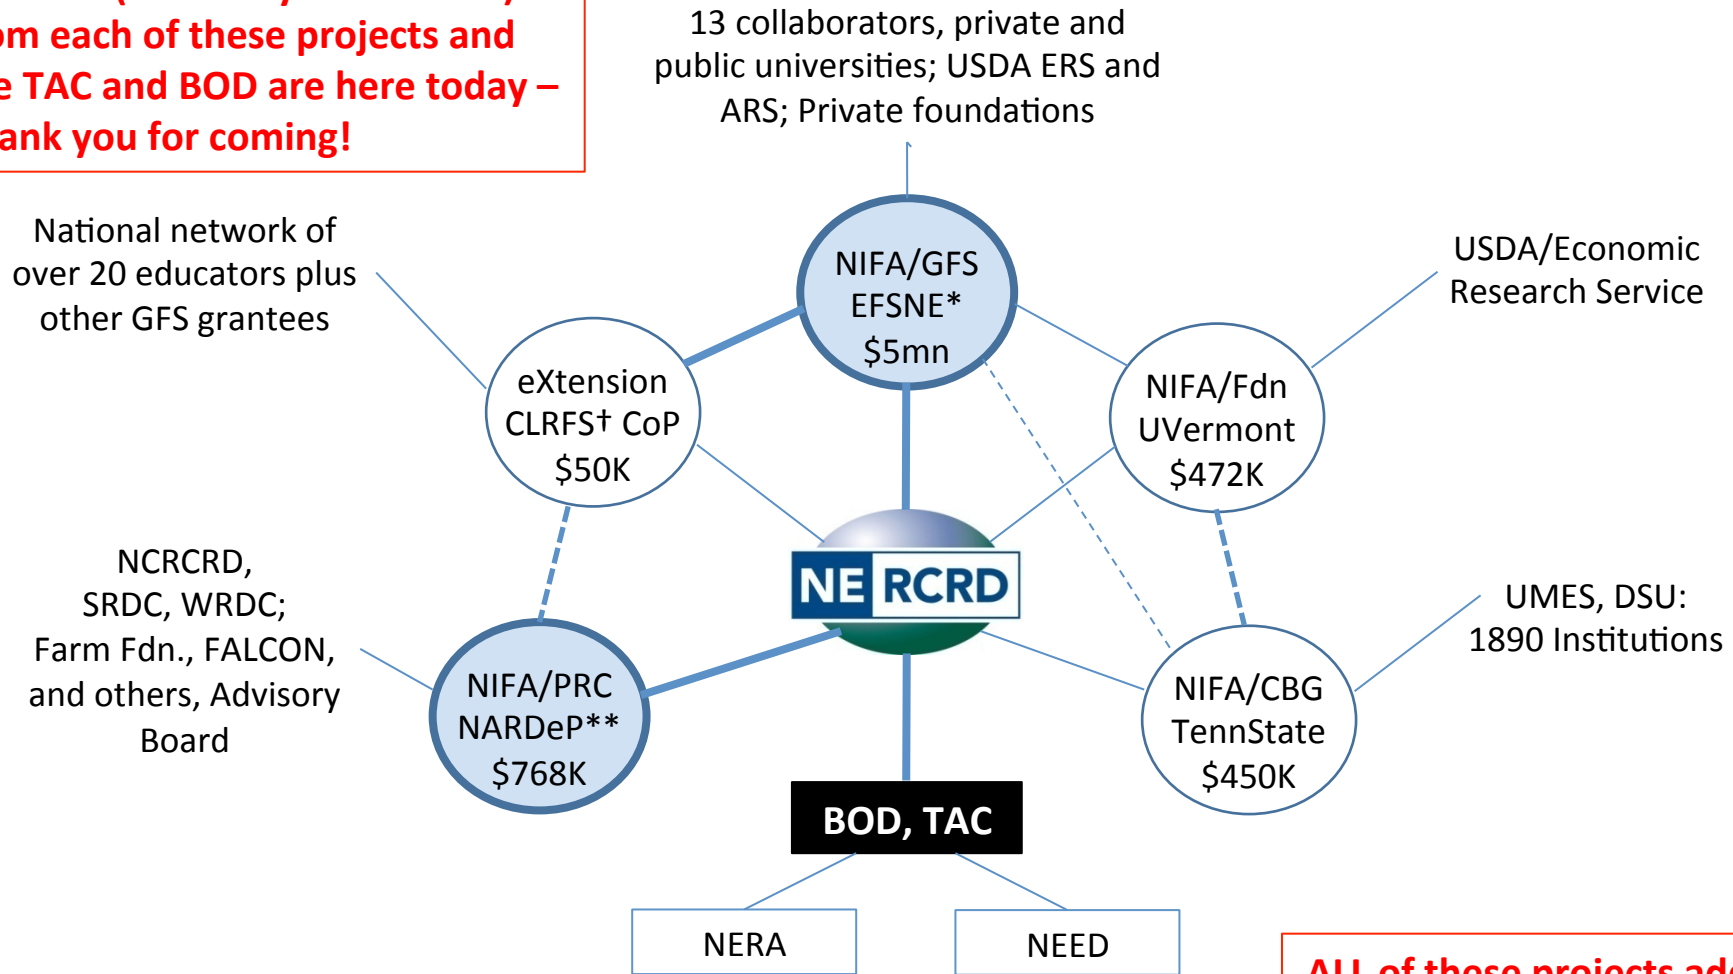 each of these projects and
TAC and BOD are here today –
you for coming!
13 collaborators, private and
public universities; USDA ERS and
ARS; Private foundations
National network of
over 20 educators plus
other GFS grantees
NIFA/GFS
EFSNE*
$5mn
USDA/Economic
Research Service
eXtension
CLRFS† CoP
$50K
NIFA/Fdn
UVermont
$472K
NE RCRD
NCRCRD,
SRDC, WRDC;
Farm Fdn., FALCON,
and others, Advisory
Board
NIFA/PRC
NARDeP**
$768K
UMES, DSU:
1890 Institutions
NIFA/CBG
TennState
$450K
BOD, TAC
NERA
NEED
ALL of these projects